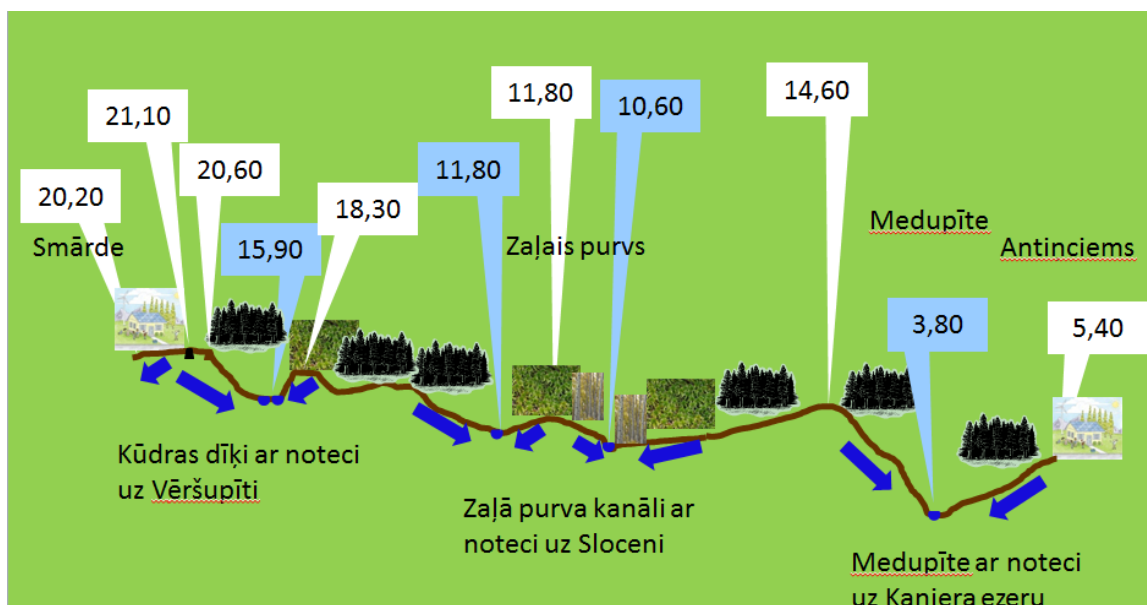 11,80
10,60
14,60
21,10
20,60
11,80
20,20
18,30
Medupīte
Smārde
15,90
Zaļais purvs
Antiņciems
3,80
5,40
Kūdras dīķi ar noteci
uz Vēršupīti
Zaļā purva kanāli ar
noteci uz Sloceni
Medupīte ar noteci
uz Kaņiera ezeru